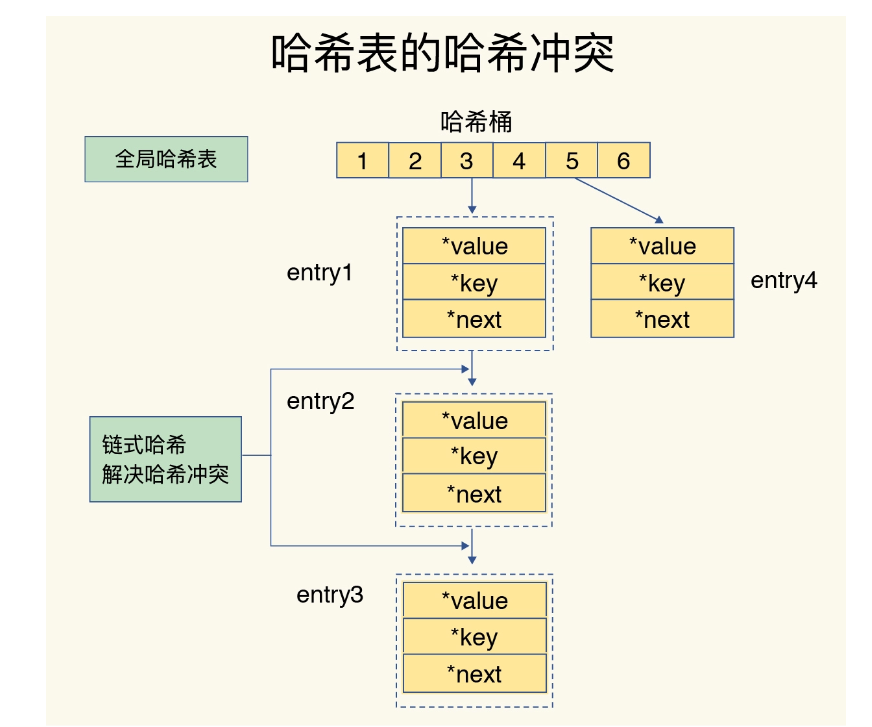 哈希表的哈希冲突
哈希桶
全局哈希表
1 2 3 4 5 6
entry1
*value
*key
*next
*value
*key
*next
entry4
entry2
*value
*key
*next
链式哈希
解决哈希冲突
entry3
*value
*key
*next